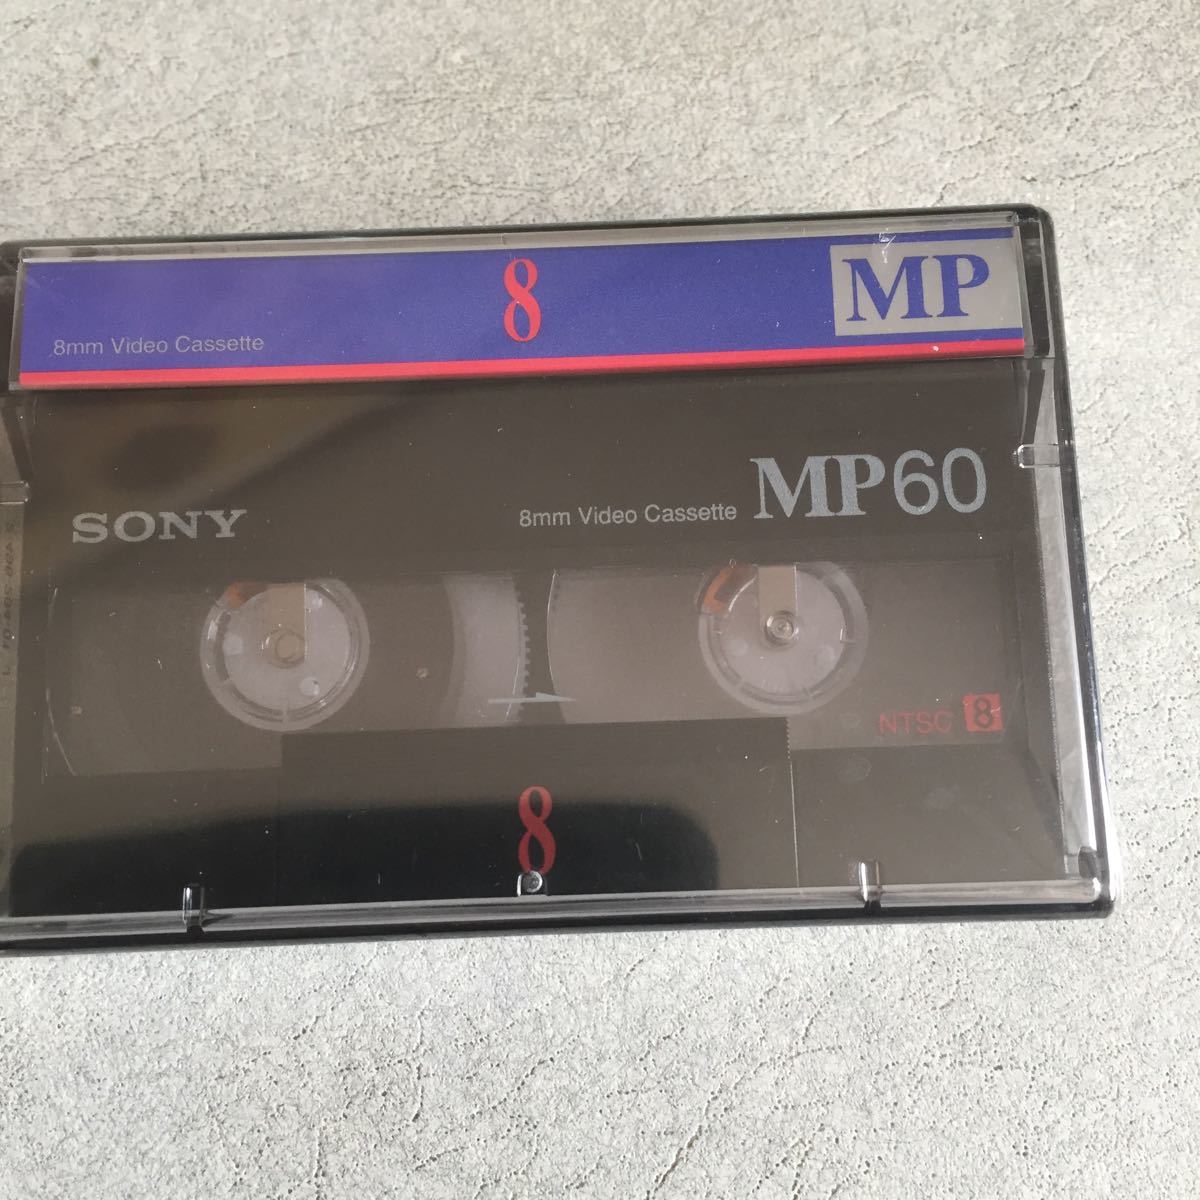 8
MP
8mm Video Cassette
SONY
8mm Video Cassette MP60
NTSC 8
8